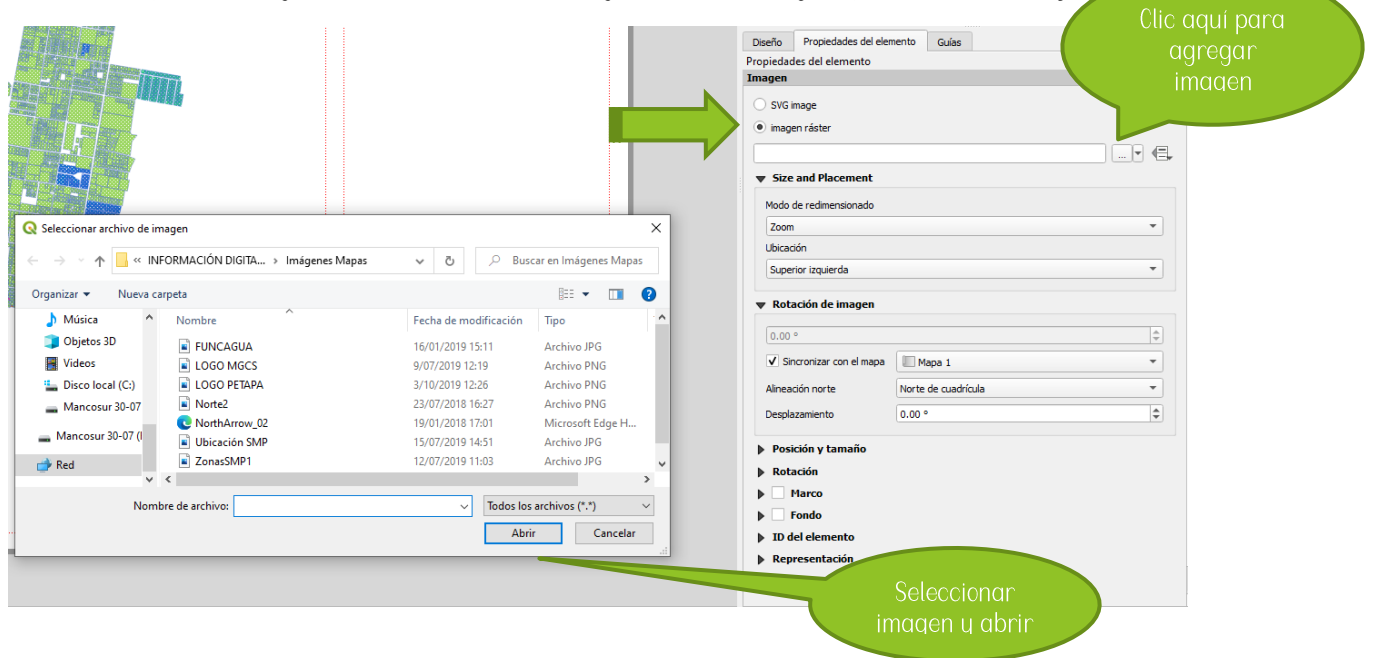 Clic aquí para
agregar
imagen
Diseño Propiedades del elemento Guías
Propiedades del elemento
Imagen
SVG image
imagen ráster
...
Size and Placement
Modo de redimensionado
Zoom
Ubicación
Superior izquierda
Rotación de imagen
0.00 °
Sincronizar con el mapa Mapa 1
Alineación norte Norte de cuadrícula
Desplazamiento 0.00 °
Posición y tamaño
Rotación
Marco
Fondo
ID del elemento
Representación
Seleccionar archivo de imagen
« INFORMACIÓN DIGITA... › Imágenes Mapas Buscar en Imágenes Mapas
Organizar Nueva carpeta
Nombre Fecha de modificación Tipo
Música
Objetos 3D
Videos
Disco local (C:)
Mancosur 30-07
Mancosur 30-07 (I
Red
FUNCAGUA 16/01/2019 15:11 Archivo JPG
LOGO MGCS 9/07/2019 12:19 Archivo PNG
LOGO PETAPA 3/10/2019 12:26 Archivo PNG
Norte2 23/07/2018 16:27 Archivo PNG
NorthArrow_02 19/01/2018 17:01 Microsoft Edge H...
Ubicación SMP 15/07/2019 14:51 Archivo JPG
ZonasSMP1 12/07/2019 11:03 Archivo JPG
Nombre de archivo: Todos los archivos (*.*)
Abrir Cancelar
Seleccionar
imagen y abrir